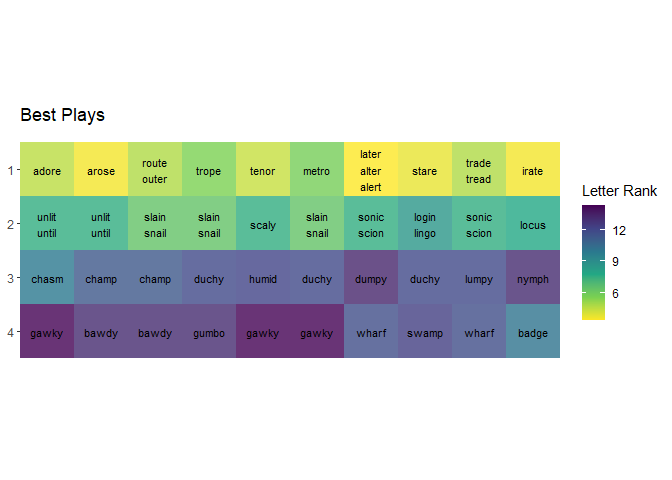 Best Plays
later
route trade
adore arose trope tenor metro alter stare irate
outer tread
alert
1
unlit unlit slain slain slain sonic login sonic
2 scaly locus
until until snail snail snail scion lingo scion
3 chasm champ champ duchy humid duchy dumpy duchy lumpy nymph
4 gawky bawdy bawdy gumbo gawky gawky wharf swamp wharf badge
Letter Rank
12
9
6